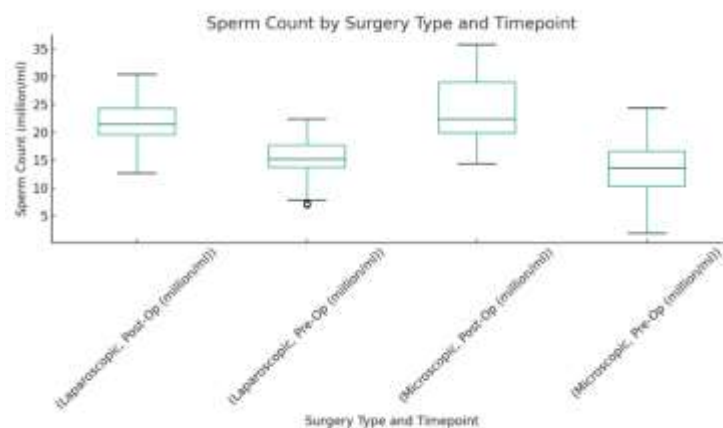 Sperm Count by Surgery Type and Timepoint
Sperm Count (million/ml)
35
30
25
20
15
10
5
(Laparoscopic, Post-Op (million/ml))
(Laparoscopic, Pre-Op (million/ml))
(Microscopic, Post-Op (million/ml))
(Microscopic, Pre-Op (million/ml))
Surgery Type and Timepoint